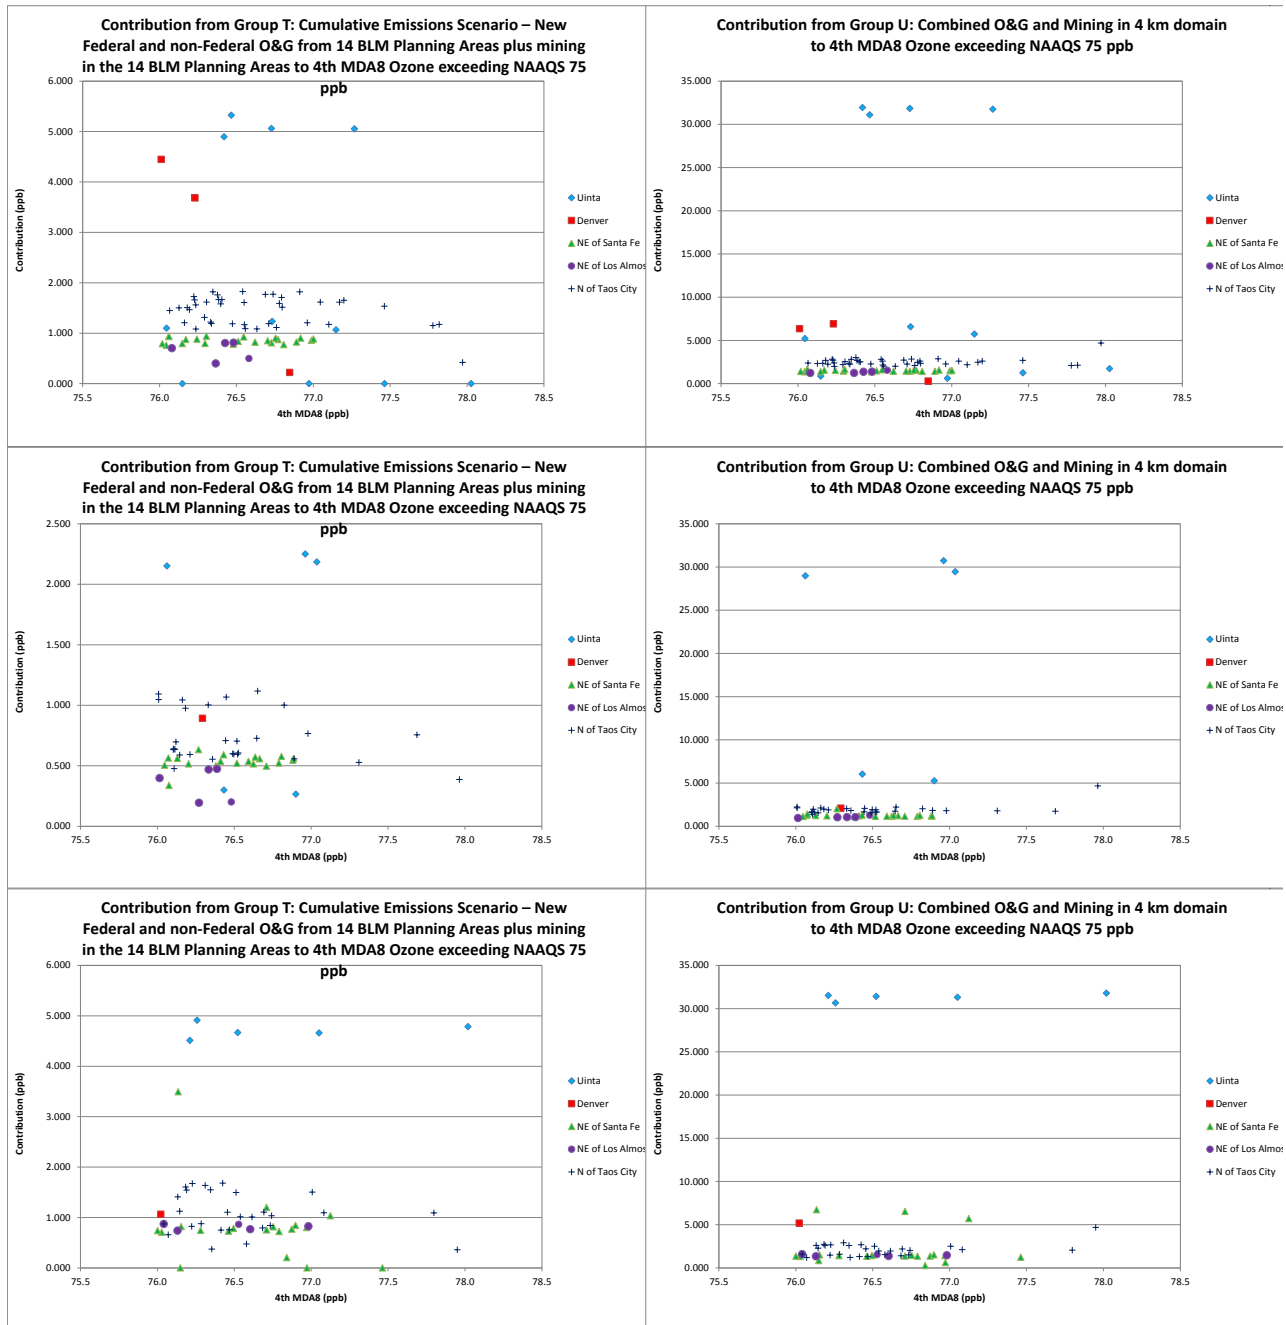 Contribution from Group T: Cumulative Emissions Scenario – New
Federal and non-Federal O&G from 14 BLM Planning Areas plus mining
in the 14 BLM Planning Areas to 4th MDA8 Ozone exceeding NAAQS 75
ppb
6.000
5.000
4.000
3.000
2.000
1.000
0.000
Contribution (ppb)
75.5
76.0
76.5
77.0
77.5
78.0
78.5
4th MDA8 (ppb)
Uinta
Denver
NE of Santa Fe
NE of Los Almos
N of Taos City
Contribution from Group U: Combined O&G and Mining in 4 km domain
to 4th MDA8 Ozone exceeding NAAQS 75 ppb
35.000
30.000
25.000
20.000
15.000
10.000
5.000
0.000
Contribution (ppb)
75.5
76.0
76.5
77.0
77.5
78.0
78.5
4th MDA8 (ppb)
Uinta
Denver
NE of Santa Fe
NE of Los Almos
N of Taos City
Contribution from Group T: Cumulative Emissions Scenario – New
Federal and non-Federal O&G from 14 BLM Planning Areas plus mining
in the 14 BLM Planning Areas to 4th MDA8 Ozone exceeding NAAQS 75
ppb
2.500
2.000
1.500
1.000
0.500
0.000
Contribution (ppb)
75.5
76.0
76.5
77.0
77.5
78.0
78.5
4th MDA8 (ppb)
Uinta
Denver
NE of Santa Fe
NE of Los Almos
N of Taos City
Contribution from Group U: Combined O&G and Mining in 4 km domain
to 4th MDA8 Ozone exceeding NAAQS 75 ppb
35.000
30.000
25.000
20.000
15.000
10.000
5.000
0.000
Contribution (ppb)
75.5
76.0
76.5
77.0
77.5
78.0
78.5
4th MDA8 (ppb)
Uinta
Denver
NE of Santa Fe
NE of Los Almos
N of Taos City
Contribution from Group T: Cumulative Emissions Scenario – New
Federal and non-Federal O&G from 14 BLM Planning Areas plus mining
in the 14 BLM Planning Areas to 4th MDA8 Ozone exceeding NAAQS 75
ppb
6.000
5.000
4.000
3.000
2.000
1.000
0.000
Contribution (ppb)
75.5
76.0
76.5
77.0
77.5
78.0
78.5
4th MDA8 (ppb)
Uinta
Denver
NE of Santa Fe
NE of Los Almos
N of Taos City
Contribution from Group U: Combined O&G and Mining in 4 km domain
to 4th MDA8 Ozone exceeding NAAQS 75 ppb
35.000
30.000
25.000
20.000
15.000
10.000
5.000
0.000
Contribution (ppb)
75.5
76.0
76.5
77.0
77.5
78.0
78.5
4th MDA8 (ppb)
Uinta
Denver
NE of Santa Fe
NE of Los Almos
N of Taos City